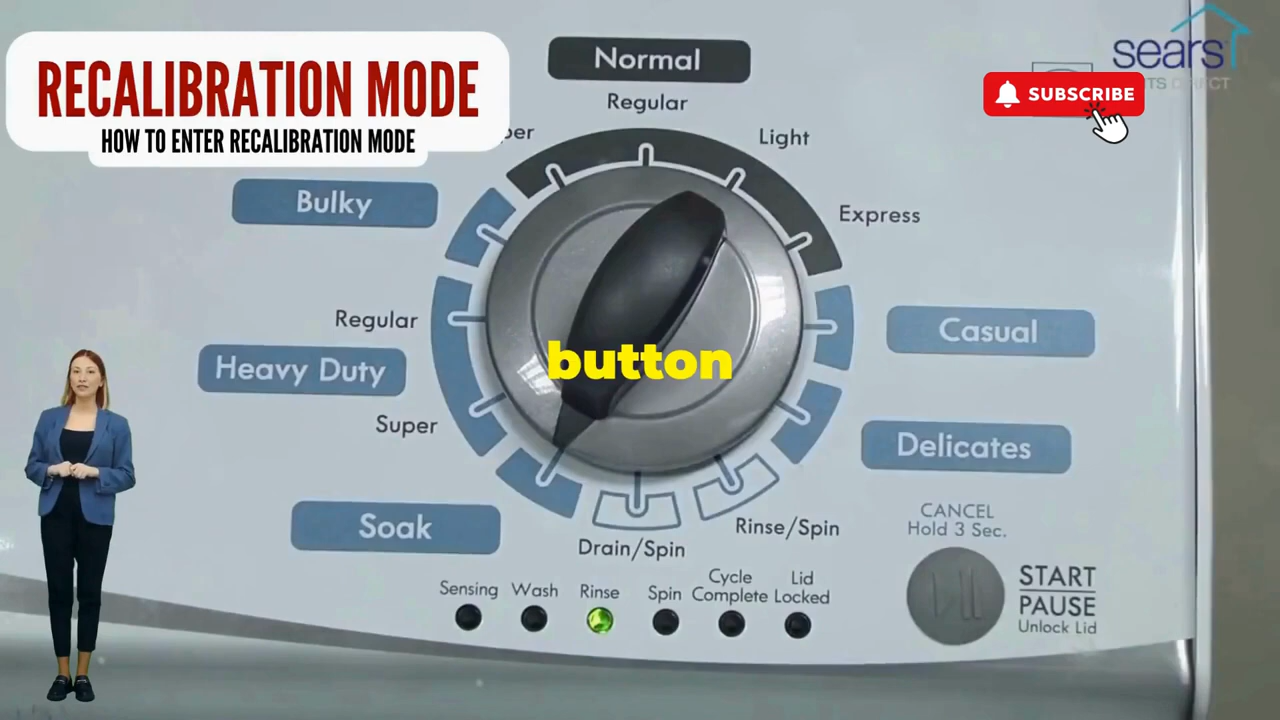 RECALIBRATION MODE
HOW TO ENTER RECALIBRATION MODE
sears
DIRECT
SUBSCRIBE
Normal
Regular
Light
Express
Bulky
Regular
Heavy Duty
Super
Casual
Delicates
button
Soak
Drain/Spin
Rinse/Spin
CANCEL
Hold 3 Sec.
START
PAUSE
Unlock Lid
Sensing
Wash
Rinse
Spin
Cycle
Complete
Lid
Locked